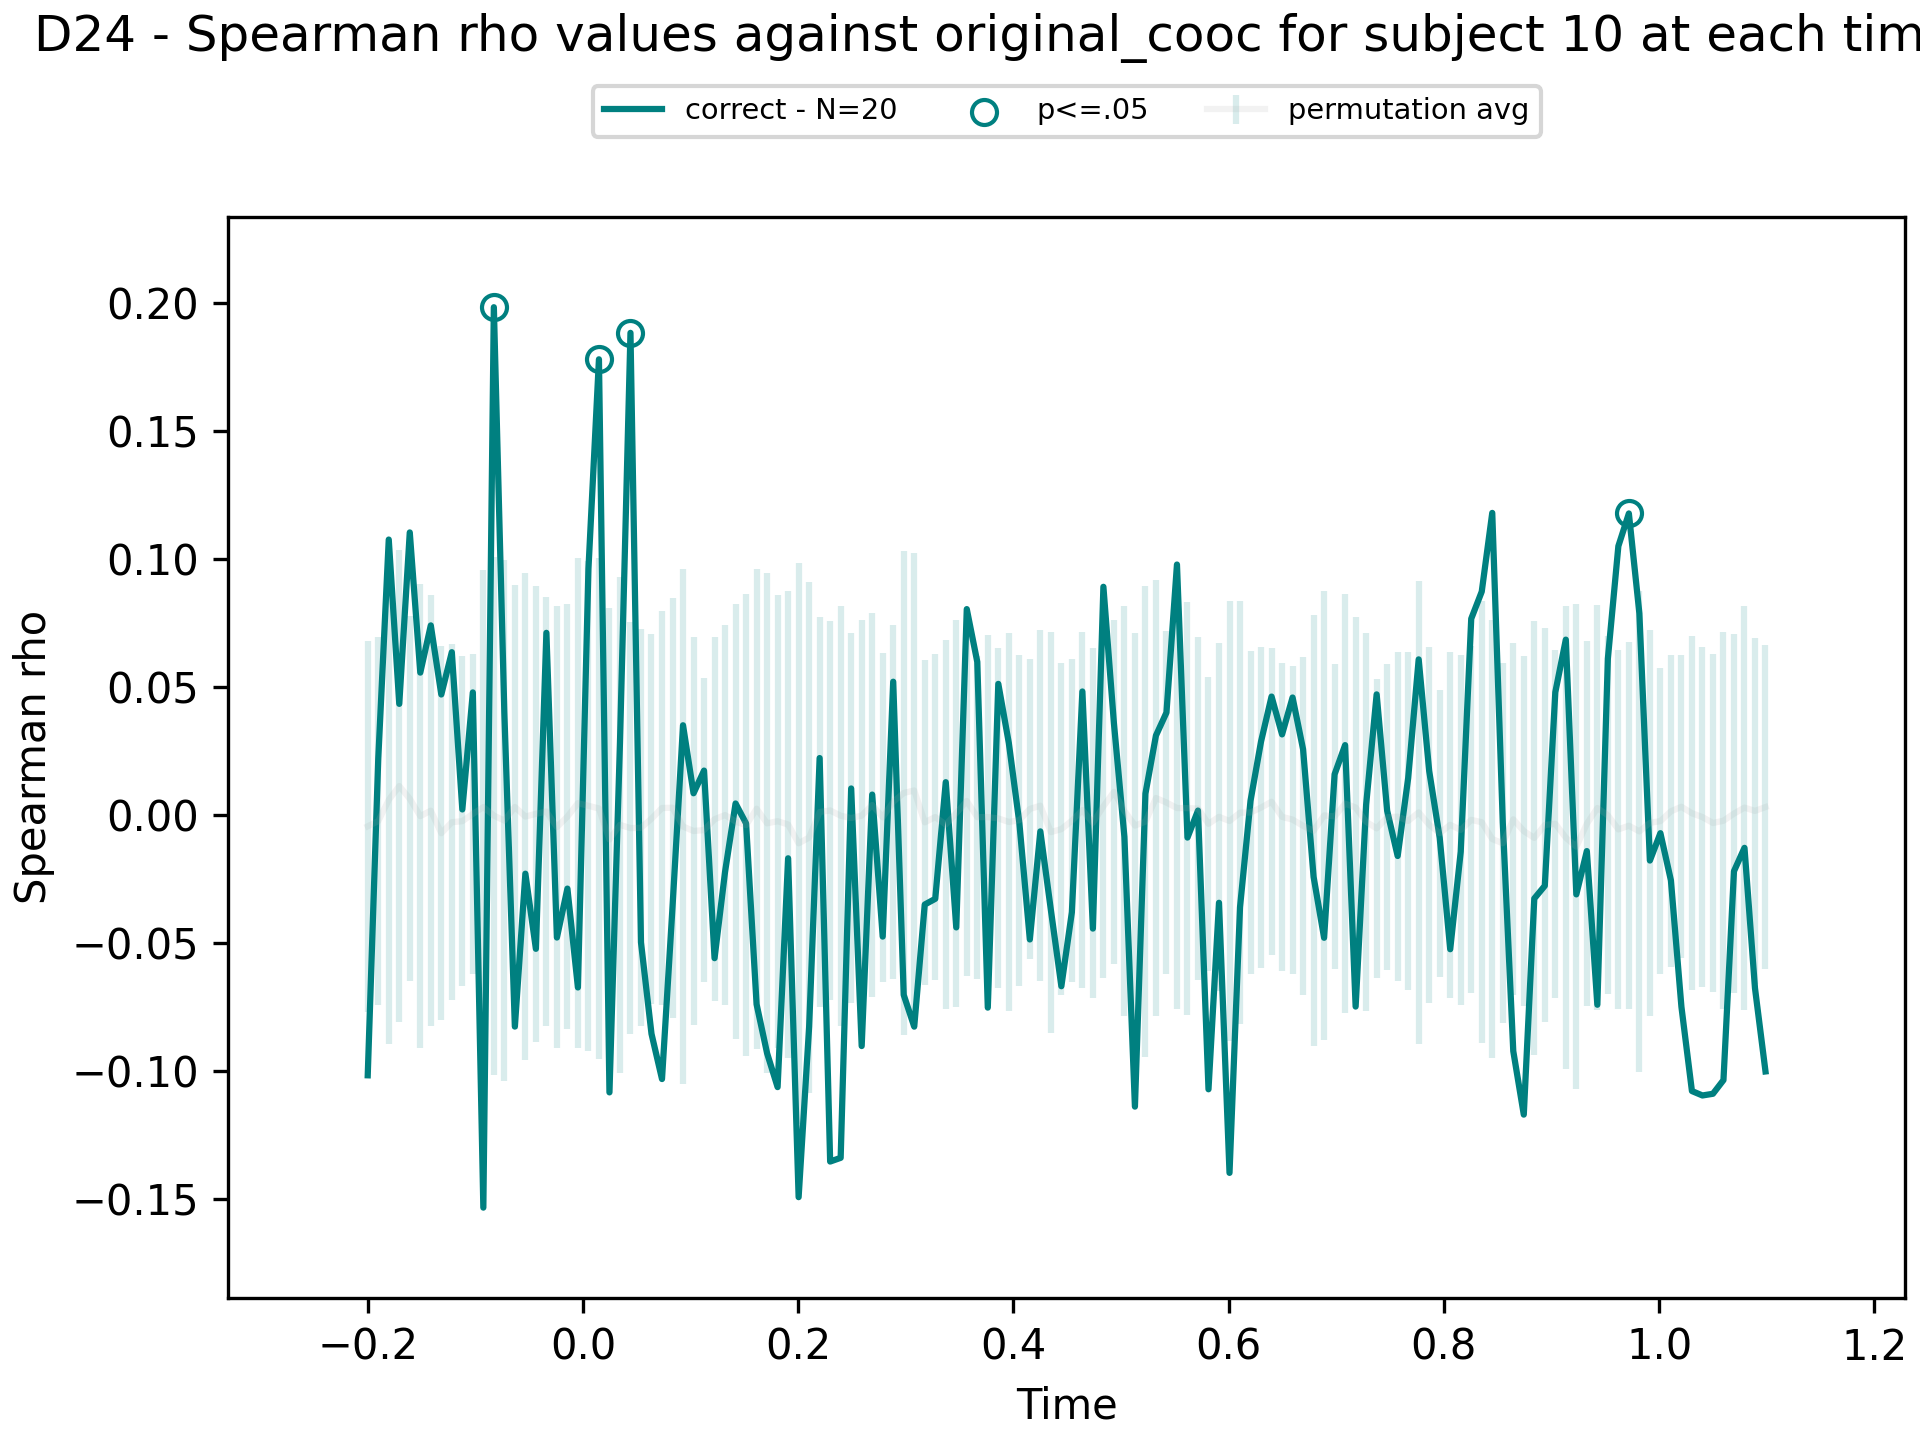 D24 - Spearman rho values against original_cooc for subject 10 at each tim
correct - N=20
p<=.05
permutation avg
Spearman rho
0.20
0.15
0.10
0.05
0.00
−0.05
−0.10
−0.15
−0.2 0.0 0.2 0.4 0.6 0.8 1.0 1.2
Time